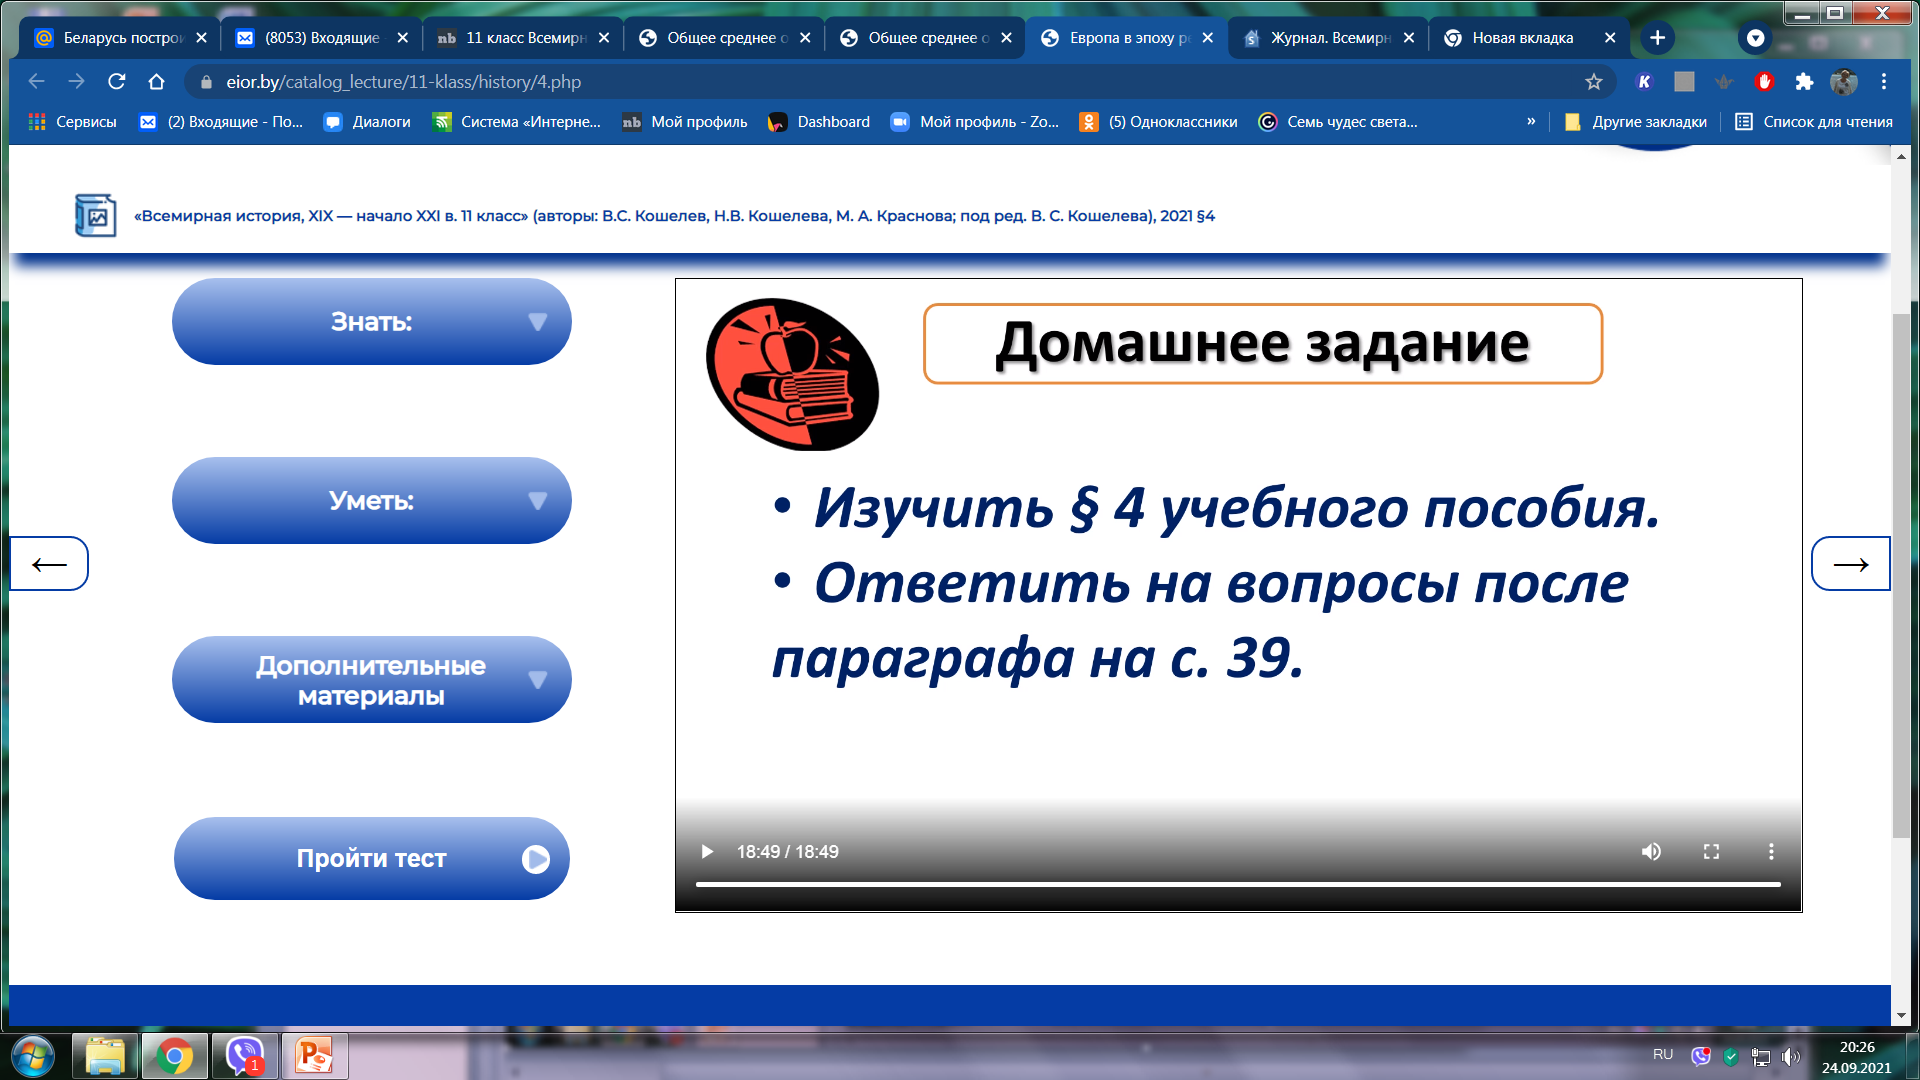 Беларусь построи
(8053) Входящие
11 класс Всемирн
Общее среднее о
Общее среднее о
Европа в эпоху ре
Журнал. Всемирн
Новая вкладка
eior.by/catalog_lecture/11-klass/history/4.php
Сервисы
(2) Входящие - По...
Диалоги
Система «Интерне...
nb Мой профиль
Dashboard
Мой профиль - Zo...
(5) Одноклассники
Семь чудес света...
»
Другие закладки
Список для чтения
«Всемирная история, XIX — начало XXI в. 11 класс» (авторы: В.С. Кошелев, Н.В. Кошелева, М. А. Краснова; под ред. В. С. Кошелева), 2021 §4
Знать:
Уметь:
Дополнительные
материалы
Пройти тест
Домашнее задание
• Изучить § 4 учебного пособия.
• Ответить на вопросы после
параграфа на с. 39.
18:49 / 18:49
1
RU
20:26
24.09.2021